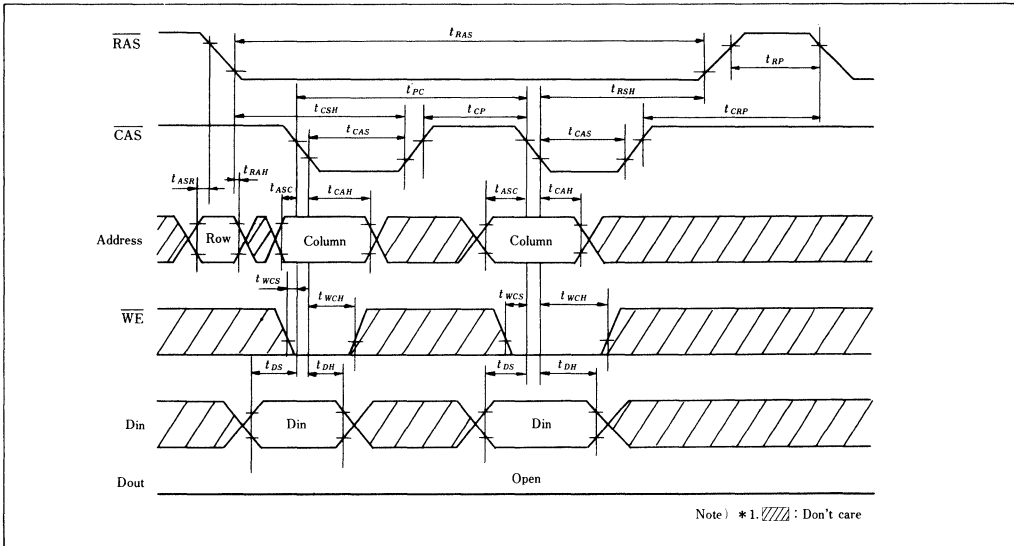 RAS
tRAS
tRP
tPC
tRSH
tCSH
tCP
tCRP
CAS
tCAS
tCAS
tASR
tRAH
tASC
tCAH
tASC
tCAH
Address
Row
Column
Column
tWCS
tWCH
tWCS
tWCH
WE
tDS
tDH
tDS
tDH
Din
Din
Din
Dout
Open
Note) *1. : Don't care